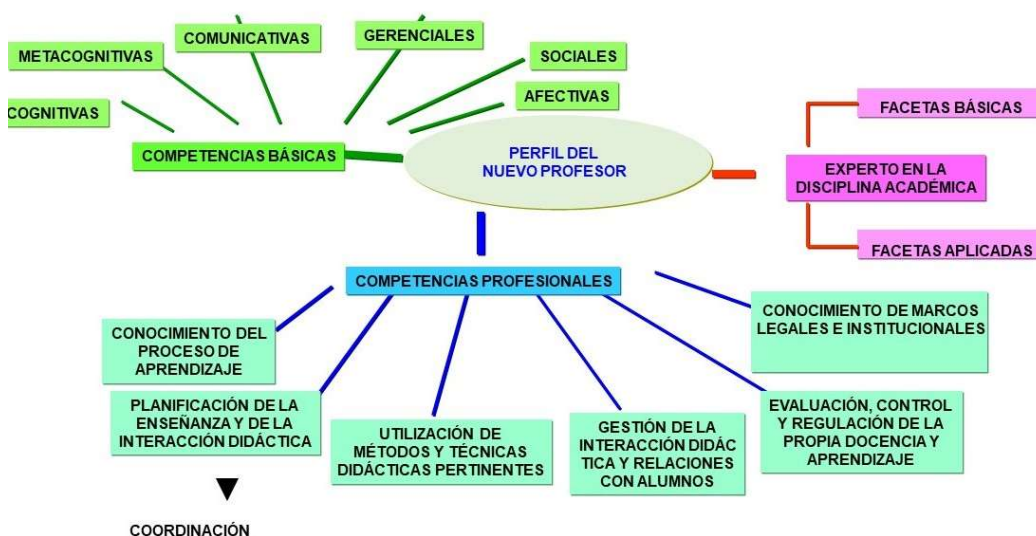 COMUNICATIVAS
GERENCIALES
METACOGNITIVAS
SOCIALES
AFECTIVAS
COGNITIVAS
COMPETENCIAS BÁSICAS
PERFIL DEL
NUEVO PROFESOR
FACETAS BÁSICAS
EXPERTO EN LA
DISCIPLINA ACADÉMICA
FACETAS APLICADAS
COMPETENCIAS PROFESIONALES
CONOCIMIENTO DE MARCOS
LEGALES E INSTITUCIONALES
CONOCIMIENTO DEL
PROCESO DE
APRENDIZAJE
PLANIFICACIÓN DE LA
ENSEÑANZA Y DE LA
INTERACCIÓN DIDÁCTICA
UTILIZACIÓN DE
MÉTODOS Y TÉCNICAS
DIDÁCTICAS PERTINENTES
GESTIÓN DE LA
INTERACCIÓN DIDÁC
TICA Y RELACIONES
CON ALUMNOS
EVALUACIÓN, CONTROL
Y REGULACIÓN DE LA
PROPIA DOCENCIA Y
APRENDIZAJE
COORDINACIÓN